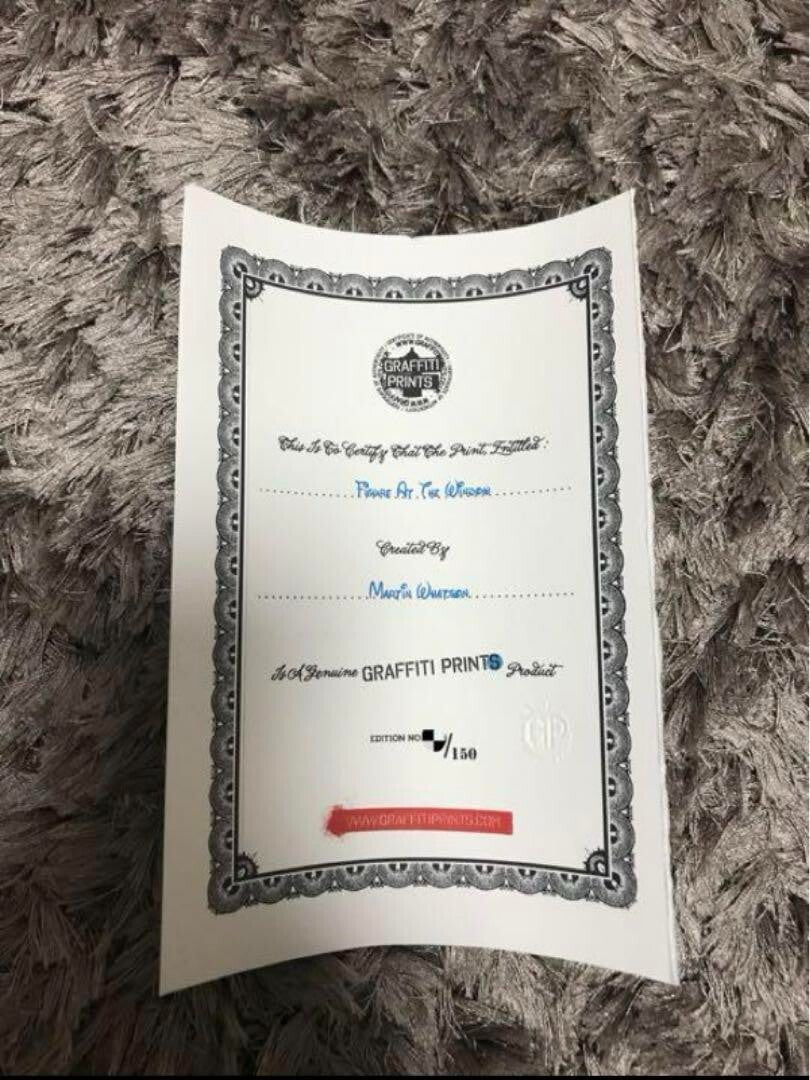 GRAFFITI
PRINTS
This Is To Certify That The Print, Entitled :
Figure At The Window
Created By
Martin Whatson
Is A Genuine GRAFFITI PRINTS Product
EDITION NO /150
GP
WWW.GRAFFITIPRINTS.COM